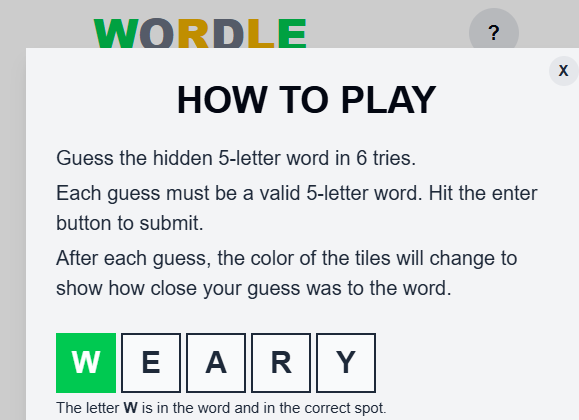 WORDLE
?
X
HOW TO PLAY
Guess the hidden 5-letter word in 6 tries.
Each guess must be a valid 5-letter word. Hit the enter
button to submit.
After each guess, the color of the tiles will change to
show how close your guess was to the word.
W E A R Y
The letter W is in the word and in the correct spot.